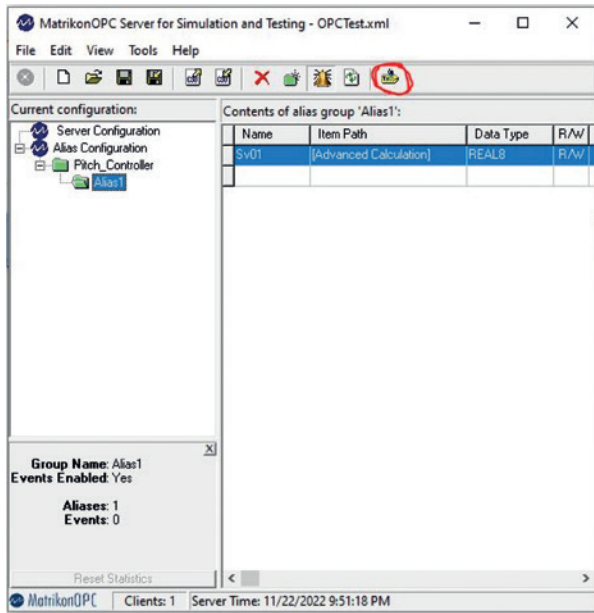 MatrikonOPC Server for Simulation and Testing - OPCTest.xml
File Edit View Tools Help
Current configuration:
Server Configuration
Alias Configuration
Pitch_Controller
Alias1
Contents of alias group 'Alias1':
Name Item Path Data Type R/W
Sv01 [Advanced Calculation] REAL8 R/W
Group Name: Alias1
Events Enabled: Yes
Aliases: 1
Events: 0
Reset Statistics
MatrikonOPC Clients: 1 Server Time: 11/22/2022 9:51:18 PM